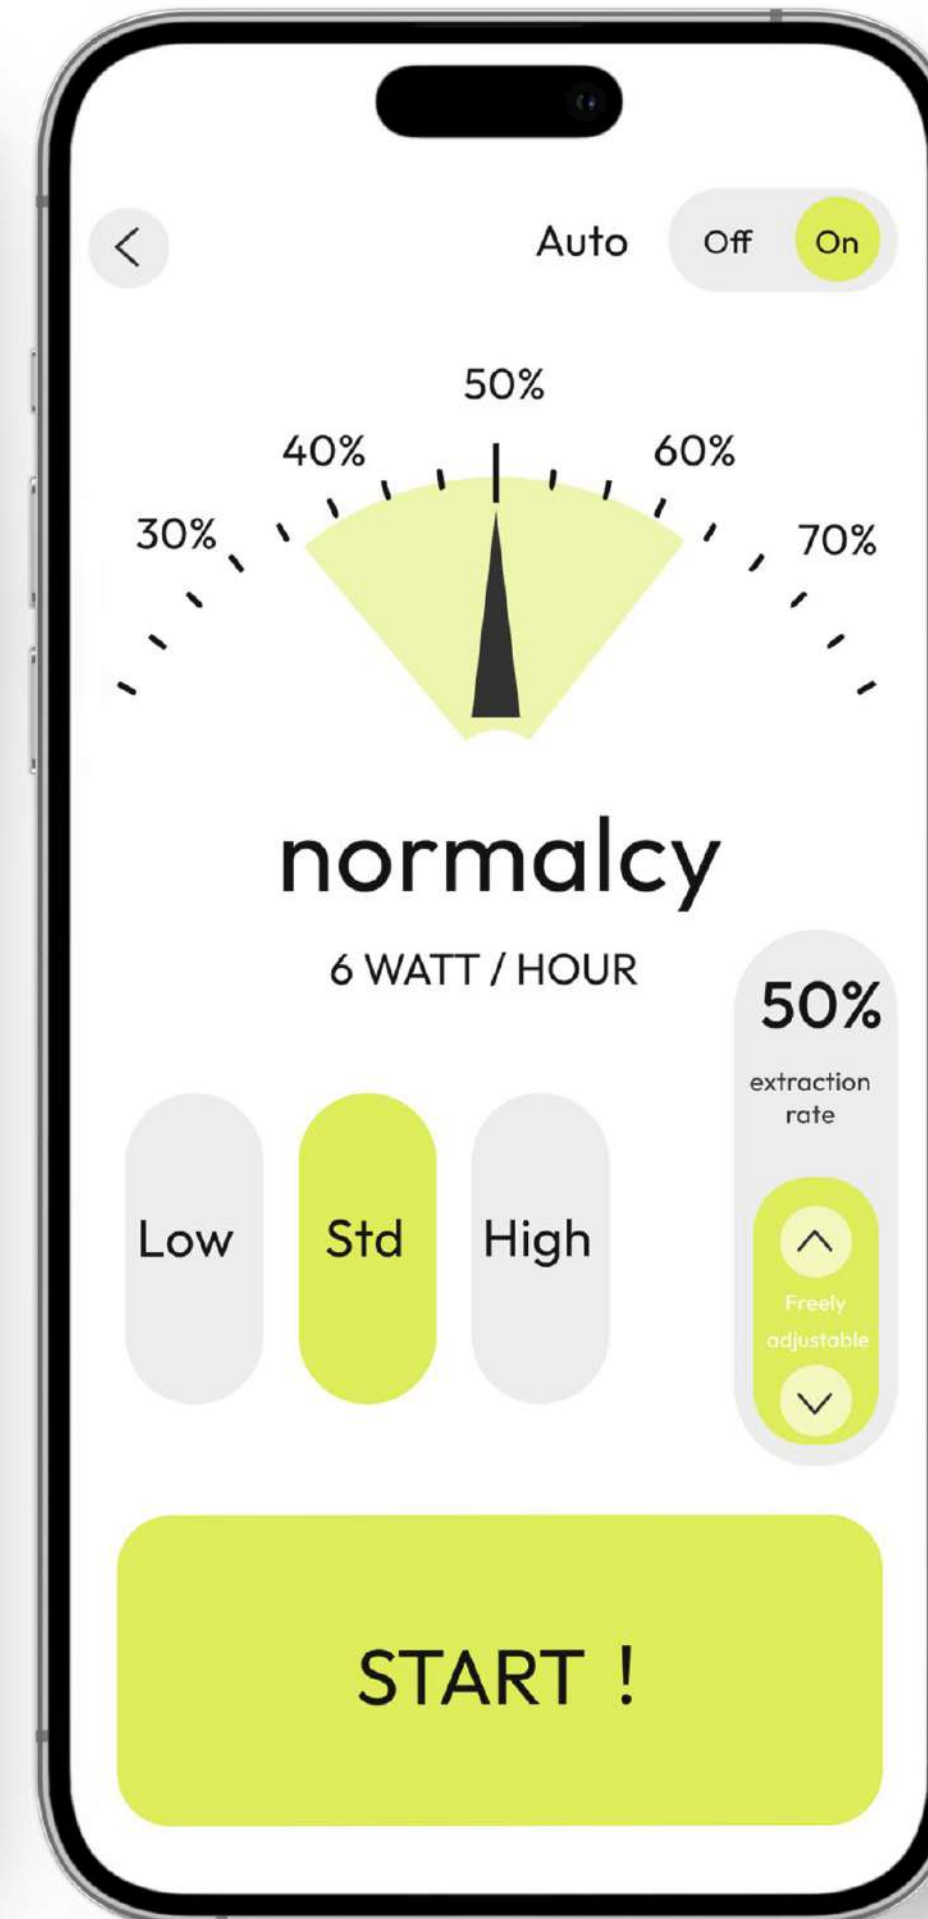 Auto Off On
50%
40% 60%
30% 70%
normalcy
6 WATT / HOUR
50%
extraction
rate
Low Std High
Freely
adjustable
START !